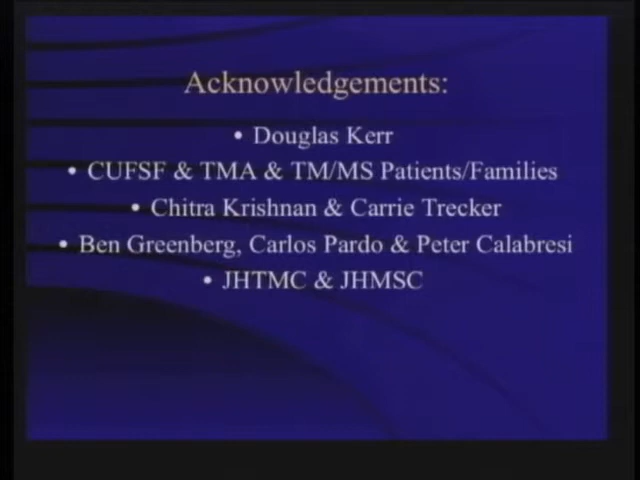 Acknowledgements:
• Douglas Kerr
• CUFSF & TMA & TM/MS Patients/Families
• Chitra Krishnan & Carrie Trecker
• Ben Greenberg, Carlos Pardo & Peter Calabresi
• JHTMC & JHMSC